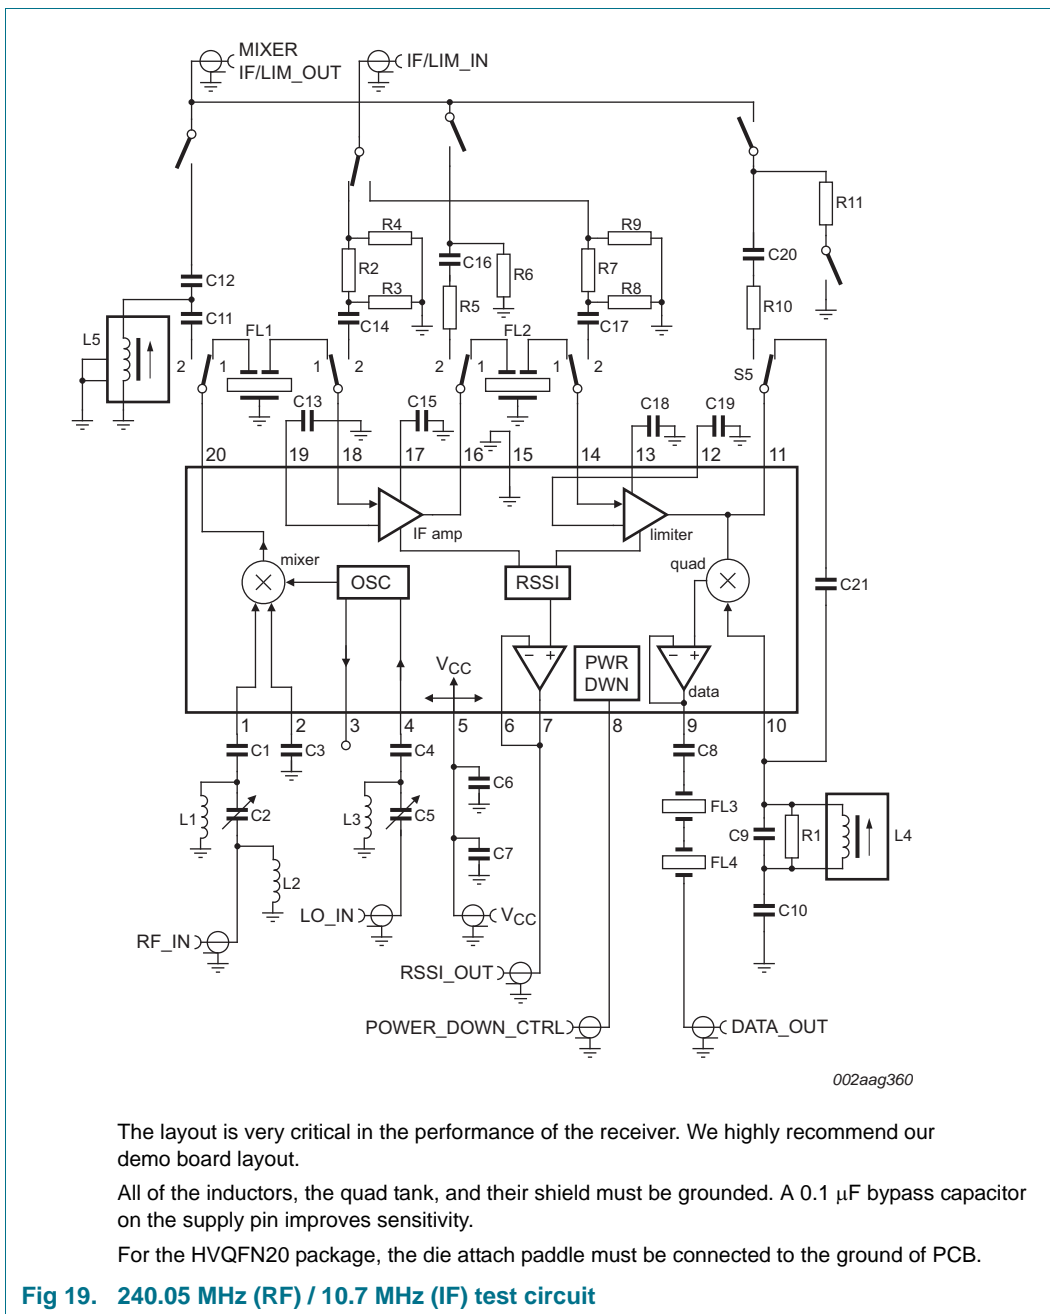 MIXER
IF/LIM_OUT
IF/LIM_IN
R11
R4
R9
C16
C20
R2
R6
R7
C12
R3
R8
R5
R10
C11
C14
C17
L5
FL1
FL2
2 1 1 2 2 1 1 2
S5
C13
C15
C18
C19
20 19 18 17 16 15 14 13 12 11
IF amp
limiter
mixer
quad
OSC
RSSI
C21
VCC
− +
PWR
DWN
− +
data
1 2 3 4 5 6 7 8 9 10
C1
C3
C4
C8
C6
L1
C2
L3
C5
FL3
C9
R1
L4
C7
FL4
L2
C10
LO_IN
VCC
RF_IN
RSSI_OUT
POWER_DOWN_CTRL
DATA_OUT
002aag360
The layout is very critical in the performance of the receiver. We highly recommend our
demo board layout.
All of the inductors, the quad tank, and their shield must be grounded. A 0.1 μF bypass capacitor
on the supply pin improves sensitivity.
For the HVQFN20 package, the die attach paddle must be connected to the ground of PCB.
Fig 19. 240.05 MHz (RF) / 10.7 MHz (IF) test circuit